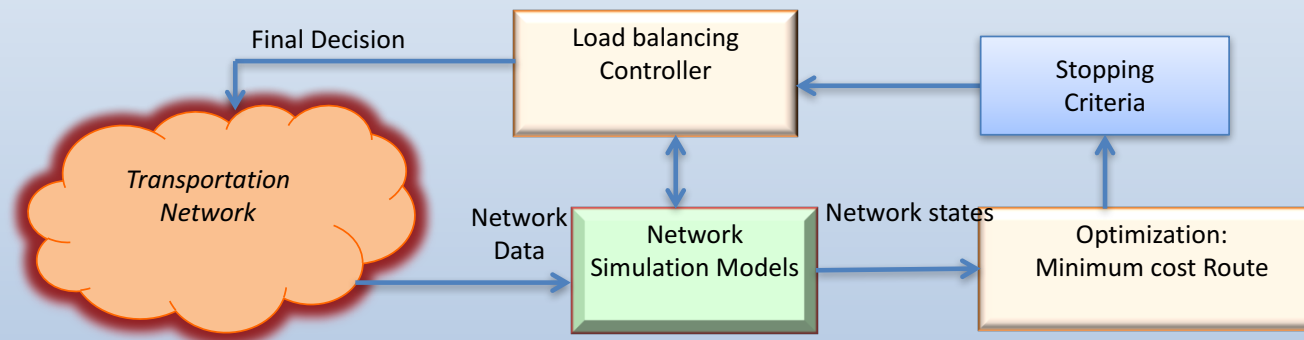 Final Decision
Load balancing
Controller
Stopping
Criteria
Transportation
Network
Network
Data
Network
Simulation Models
Network states
Optimization:
Minimum cost Route